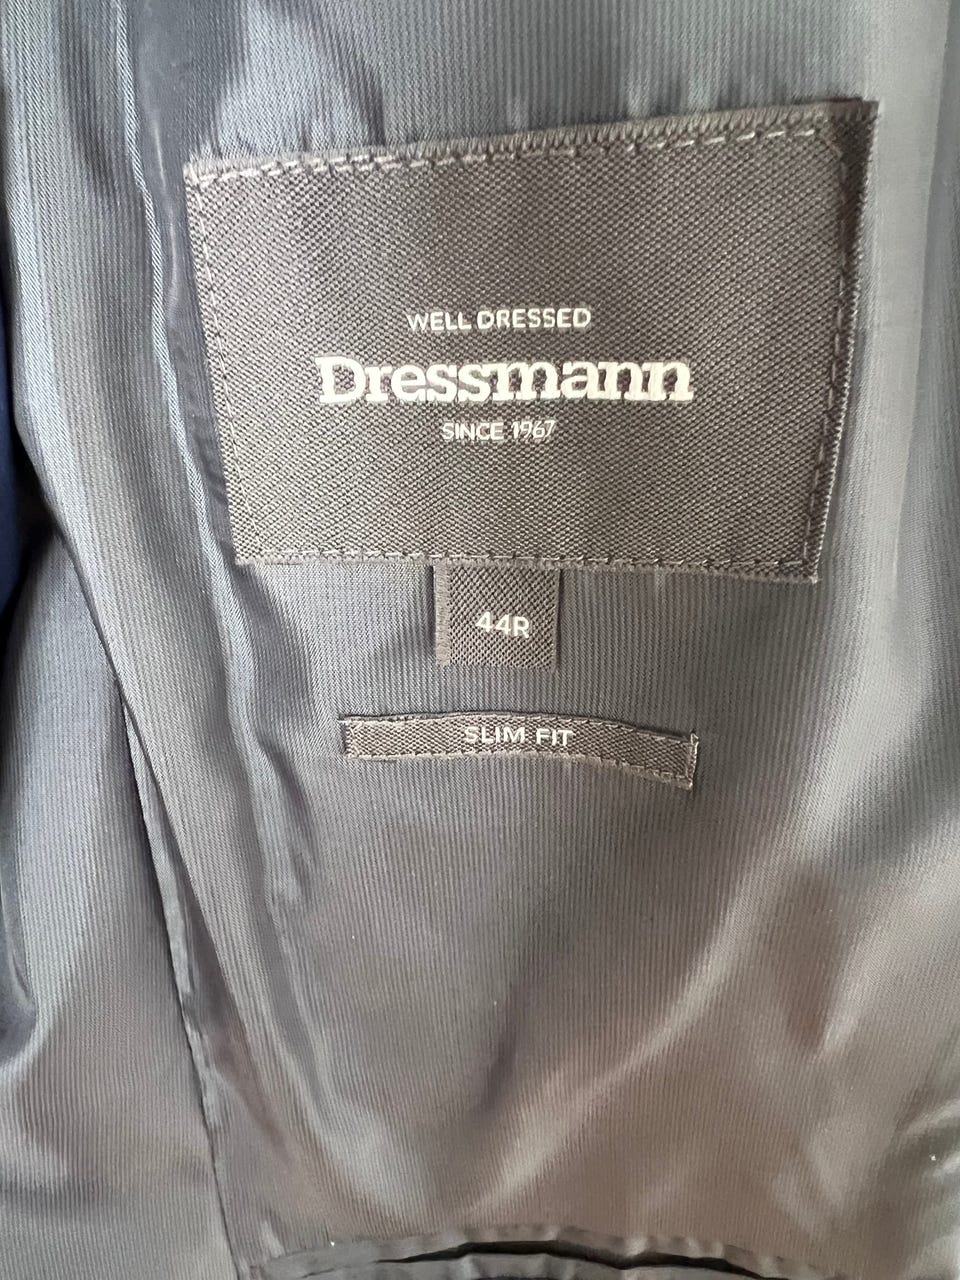 WELL DRESSED
Dressmann
SINCE 1967
44R
SLIM FIT